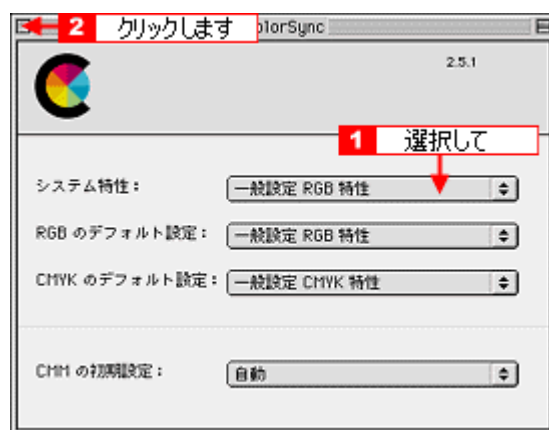 2 クリックします olorSync
2.5.1
1 選択して
システム特性： 一般設定 RGB 特性
RGB のデフォルト設定： 一般設定 RGB 特性
CMYK のデフォルト設定： 一般設定 CMYK 特性
CMM の初期設定： 自動